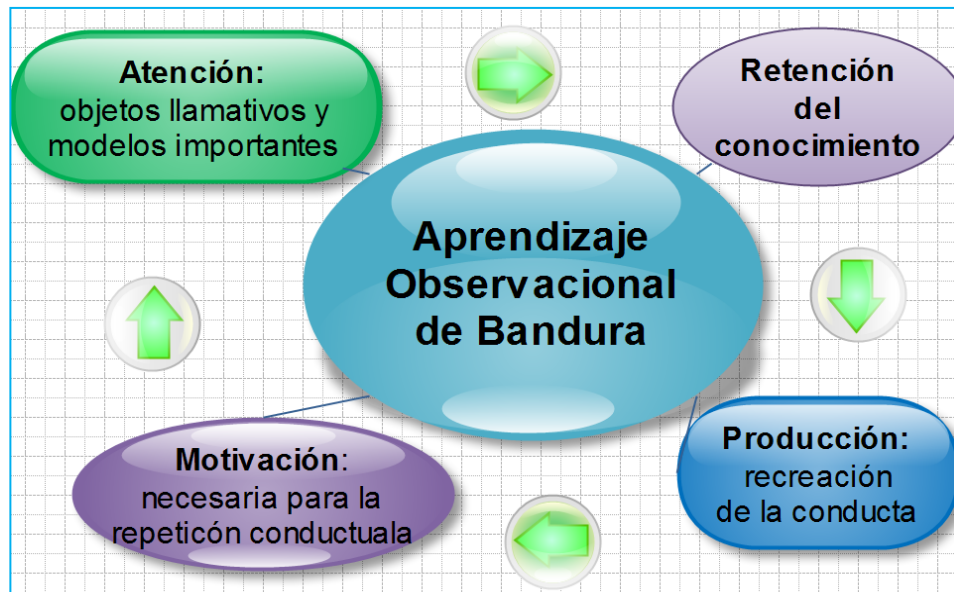 Atención:
objetos llamativos y
modelos importantes
Retención
del
conocimiento
Aprendizaje
Observacional
de Bandura
Motivación:
necesaria para la
repeticón conductuala
Producción:
recreación
de la conducta